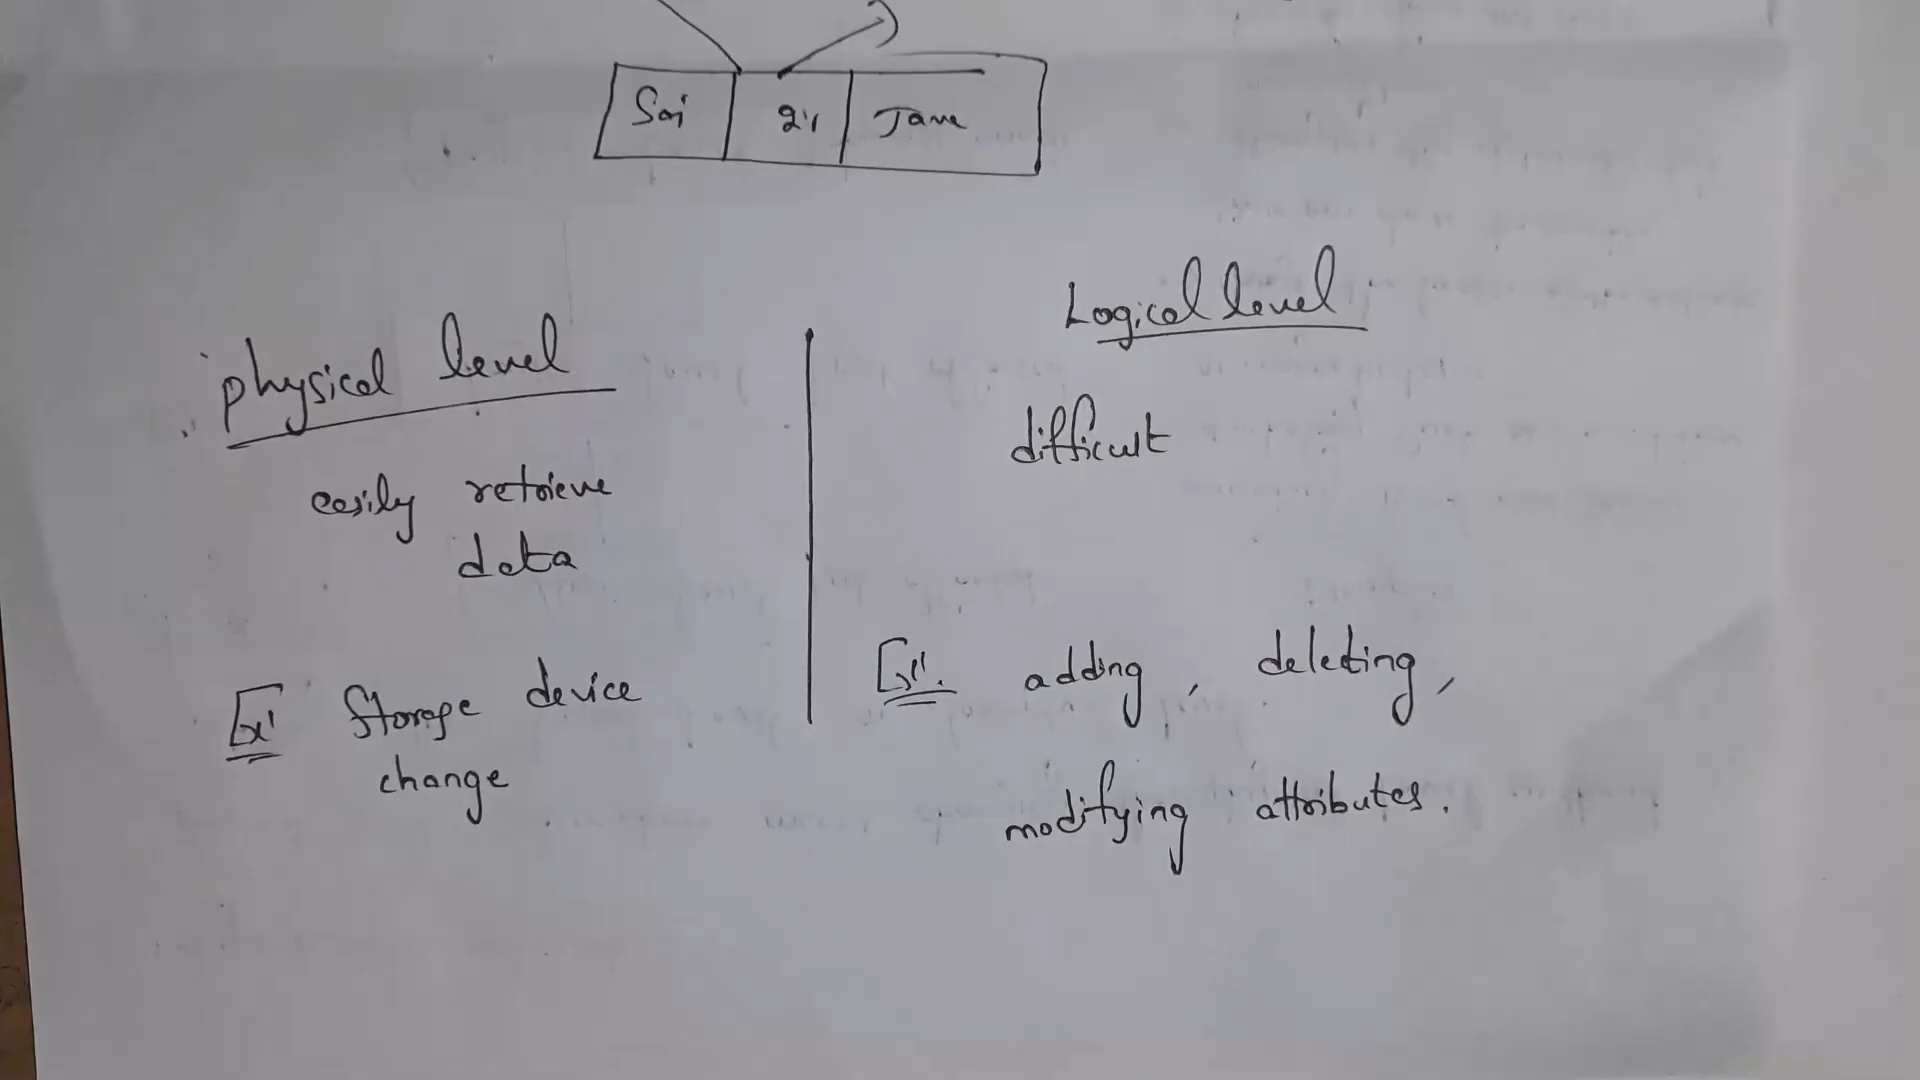 Sai 21 Jame
physical level
easily retrieve
data
Ex' Storage device
change
Logical level
difficult
Ex'. adding, deleting,
modifying attributes.